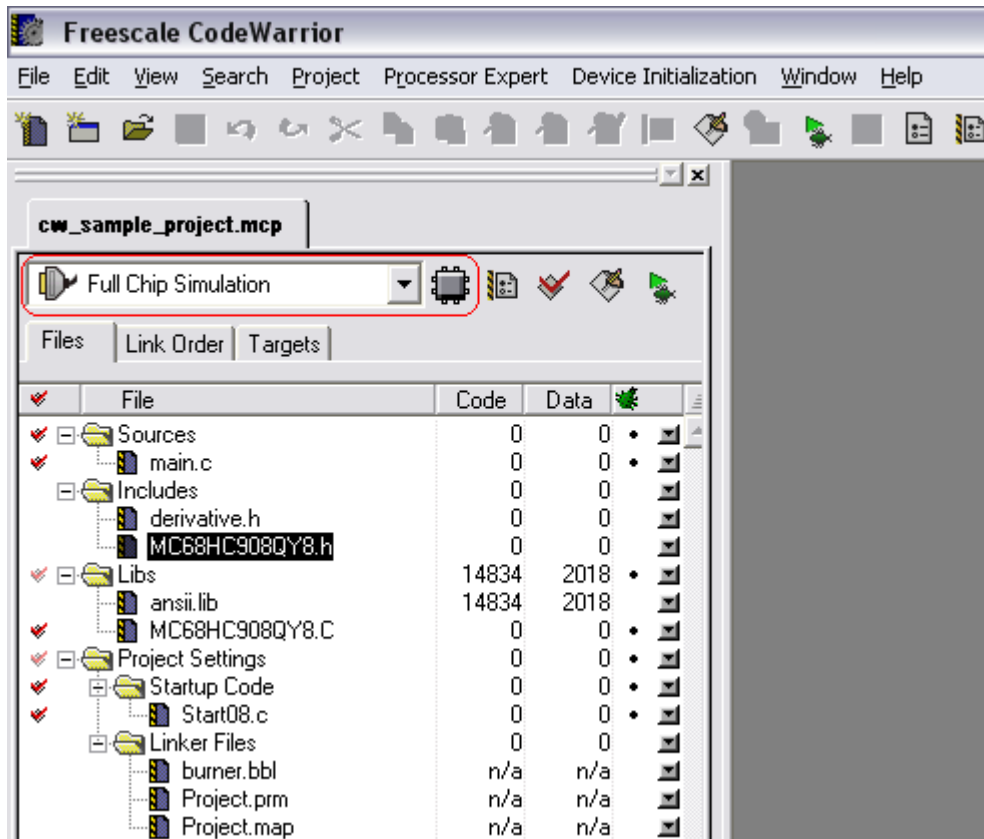 Freescale CodeWarrior
File Edit View Search Project Processor Expert Device Initialization Window Help
cw_sample_project.mcp
Full Chip Simulation
Files Link Order Targets
File Code Data
Sources 0 0
main.c 0 0
Includes 0 0
derivative.h 0 0
MC68HC908QY8.h 0 0
Libs 14834 2018
ansii.lib 14834 2018
MC68HC908QY8.C 0 0
Project Settings 0 0
Startup Code 0 0
Start08.c 0 0
Linker Files 0 0
burner.bbl n/a n/a
Project.prm n/a n/a
Project.map n/a n/a